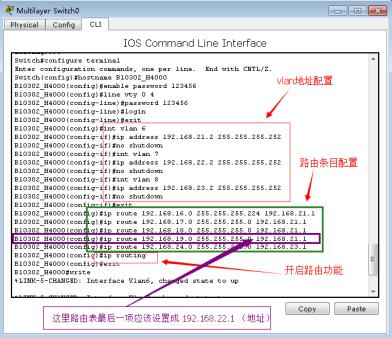 Multilayer Switch0
Physical Config CLI
IOS Command Line Interface
Switch#configure terminal
Enter configuration commands, one per line. End with CNTL/Z.
Switch(config)#hostname B10302_H4000
B10302_H4000(config)#enable password 123456
B10302_H4000(config)#line vty 0 4
B10302_H4000(config-line)#password 123456
B10302_H4000(config-line)#login
B10302_H4000(config-line)#exit
B10302_H4000(config)#int vlan 6
B10302_H4000(config-if)#ip address 192.168.21.2 255.255.255.252
B10302_H4000(config-if)#no shutdown
B10302_H4000(config-if)#int vlan 7
B10302_H4000(config-if)#ip address 192.168.22.2 255.255.255.252
B10302_H4000(config-if)#no shutdown
B10302_H4000(config-if)#int vlan 8
B10302_H4000(config-if)#ip address 192.168.23.2 255.255.255.252
B10302_H4000(config-if)#no shutdown
B10302_H4000(config-if)#exit
B10302_H4000(config)#ip route 192.168.16.0 255.255.255.224 192.168.21.1
B10302_H4000(config)#ip route 192.168.17.0 255.255.255.0 192.168.21.1
B10302_H4000(config)#ip route 192.168.18.0 255.255.255.0 192.168.21.1
B10302_H4000(config)#ip route 192.168.19.0 255.255.255.0 192.168.21.1
B10302_H4000(config)#ip route 192.168.24.0 255.255.255.0 192.168.23.1
B10302_H4000(config)#ip routing
B10302_H4000(config)#exit
B10302_H4000#write
%LINK-5-CHANGED: Interface Vlan6, changed state to up
vlan地址配置
路由条目配置
开启路由功能
这里路由表最后一项应该设置成 192.168.22.1 （地址）
Copy Paste